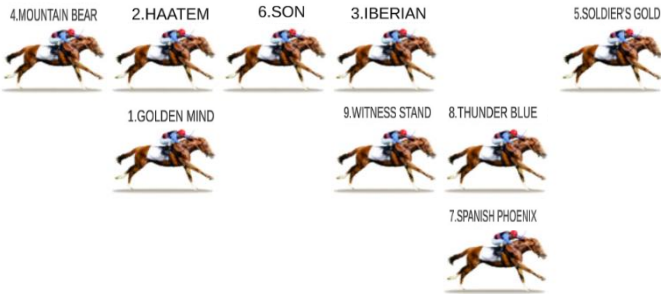 4.MOUNTAIN BEAR
2.HAATEM
6.SON
3.IBERIAN
5.SOLDIER'S GOLD
1.GOLDEN MIND
9.WITNESS STAND
8.THUNDER BLUE
7.SPANISH PHOENIX